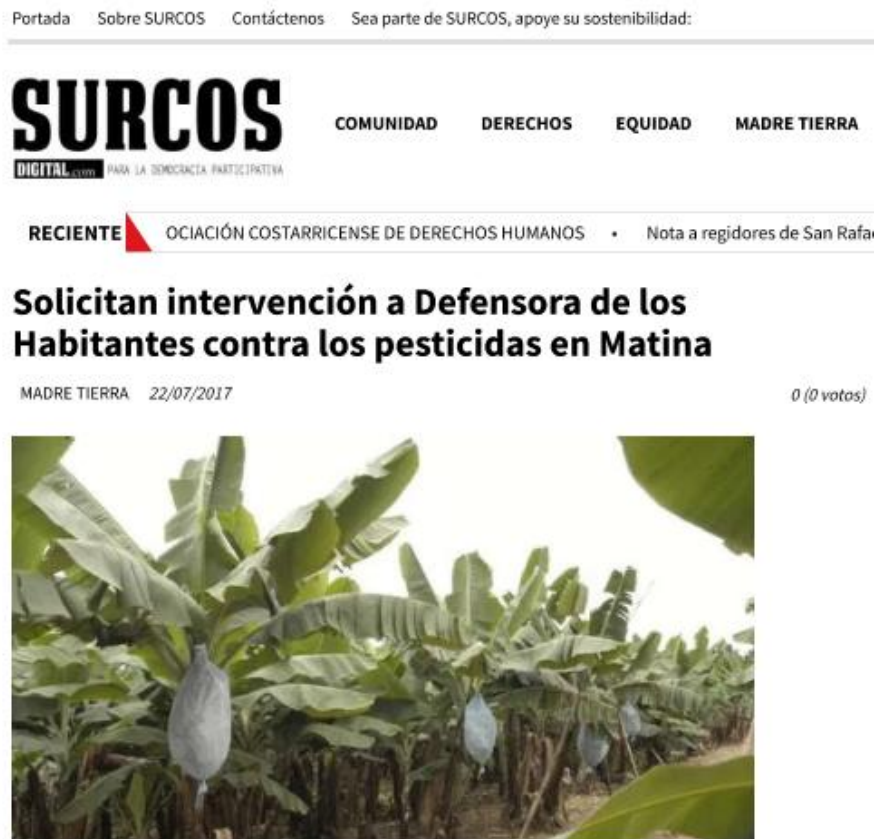 Portada Sobre SURCOS Contáctenos Sea parte de SURCOS, apoye su sostenibilidad:
SURCOS
DIGITAL.com PARA LA DEMOCRACIA PARTICIPATIVA
COMUNIDAD DERECHOS EQUIDAD MADRE TIERRA
RECIENTE OCIACIÓN COSTARRICENSE DE DERECHOS HUMANOS • Nota a regidores de San Rafae
Solicitan intervención a Defensora de los
Habitantes contra los pesticidas en Matina
MADRE TIERRA 22/07/2017 0 (0 votos)